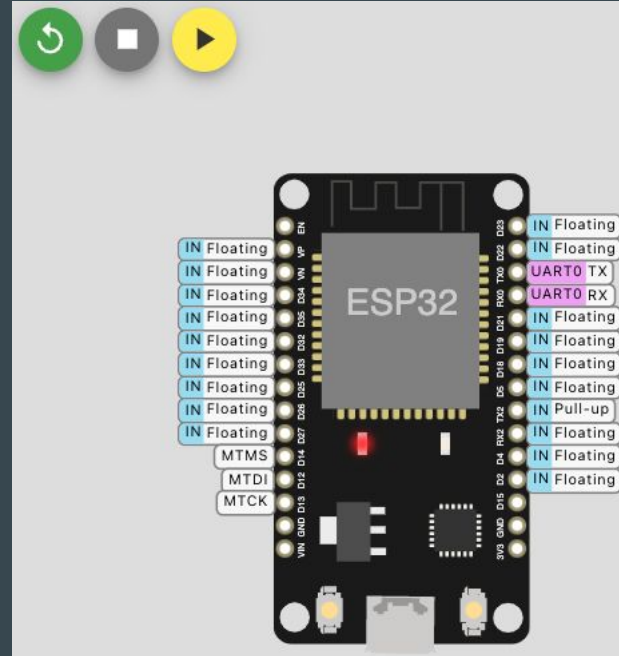 EN
IN Floating VP
IN Floating VN
IN Floating D34
IN Floating D35
IN Floating D32
IN Floating D33
IN Floating D25
IN Floating D26
IN Floating D27
MTMS D14
MTDI D12
MTCK D13
GND
VIN
ESP32
D23 IN Floating
D22 IN Floating
TX0 UART0 TX
RX0 UART0 RX
D21 IN Floating
D19 IN Floating
D18 IN Floating
D5 IN Floating
TX2 IN Pull-up
RX2 IN Floating
D4 IN Floating
D2
D15
GND
3V3